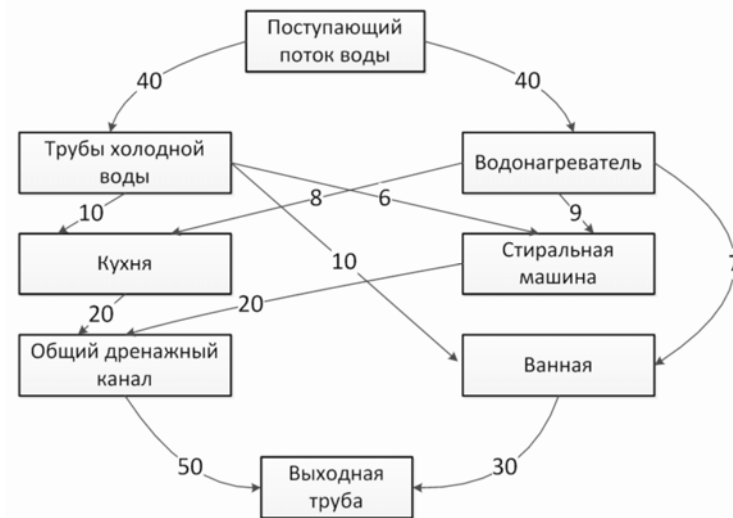 Поступающий
поток воды
40
40
Трубы холодной
воды
Водонагреватель
10
8
6
9
7
Кухня
10
Стиральная
машина
20
20
Общий дренажный
канал
Ванная
50
30
Выходная
труба